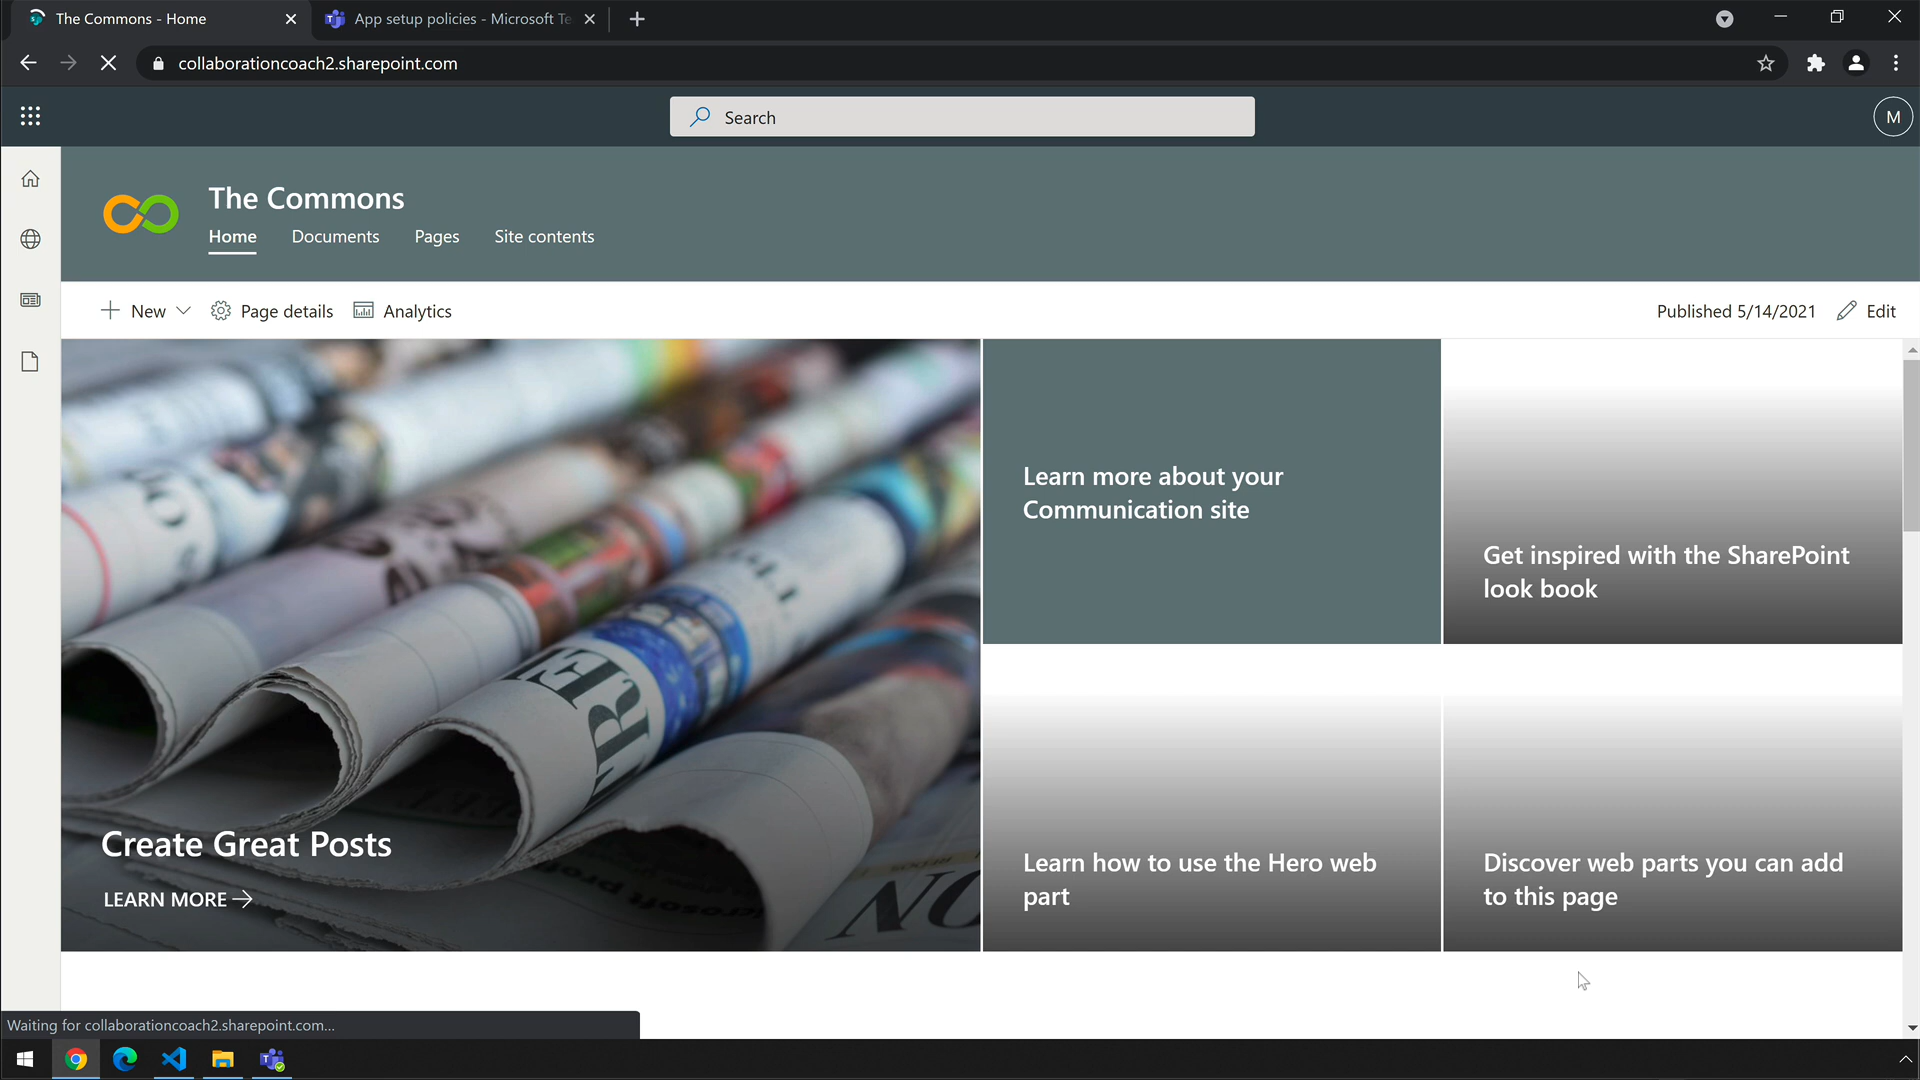 The Commons - Home
App setup policies - Microsoft Te
collaborationcoach2.sharepoint.com
Search
M
The Commons
Home
Documents
Pages
Site contents
New
Page details
Analytics
Published 5/14/2021
Edit
Learn more about your
Communication site
Get inspired with the SharePoint
look book
Create Great Posts
LEARN MORE
Learn how to use the Hero web
part
Discover web parts you can add
to this page
Waiting for collaborationcoach2.sharepoint.com...